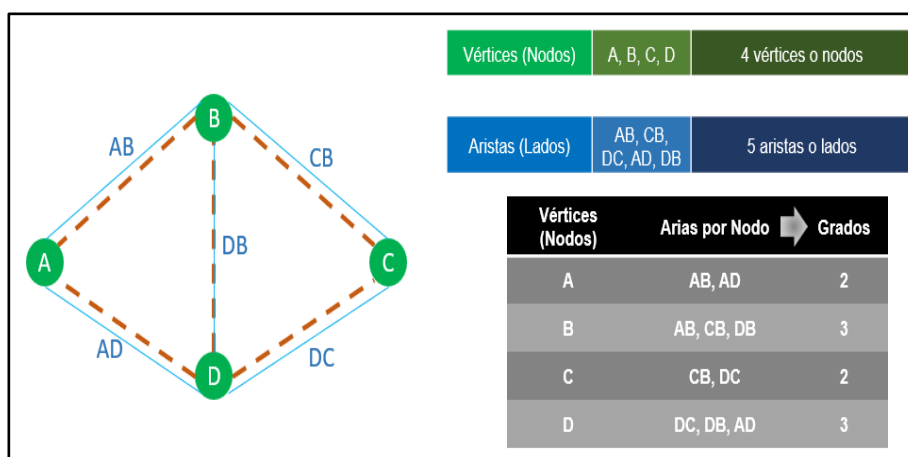 B
AB
CB
A
DB
C
AD
DC
D
Vértices (Nodos) A, B, C, D 4 vértices o nodos
Aristas (Lados) AB, CB, DC, AD, DB 5 aristas o lados
Vértices (Nodos) Arias por Nodo Grados
A AB, AD 2
B AB, CB, DB 3
C CB, DC 2
D DC, DB, AD 3